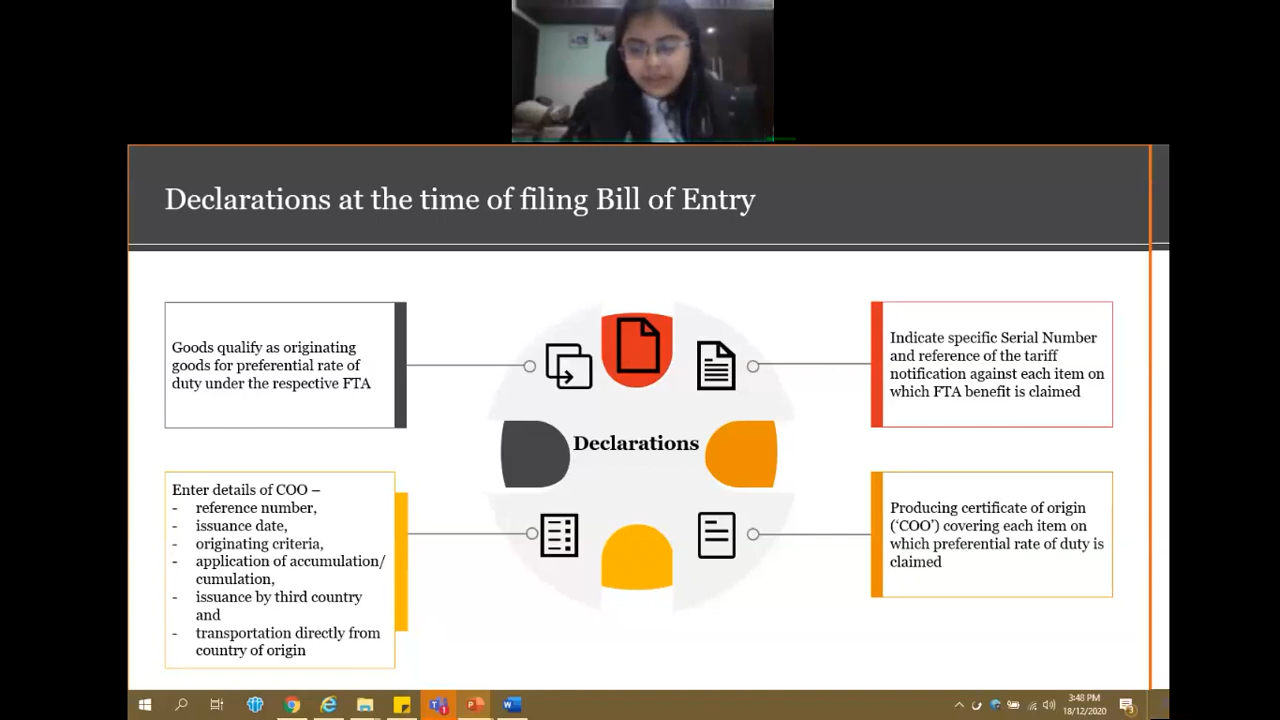 Declarations at the time of filing Bill of Entry
Goods qualify as originating
goods for preferential rate of
duty under the respective FTA
Indicate specific Serial Number
and reference of the tariff
notification against each item on
which FTA benefit is claimed
Declarations
Enter details of COO –
- reference number,
- issuance date,
- originating criteria,
- application of accumulation/
cumulation,
- issuance by third country
and
- transportation directly from
country of origin
Producing certificate of origin
(‘COO’) covering each item on
which preferential rate of duty is
claimed
3:48 PM
18/12/2020